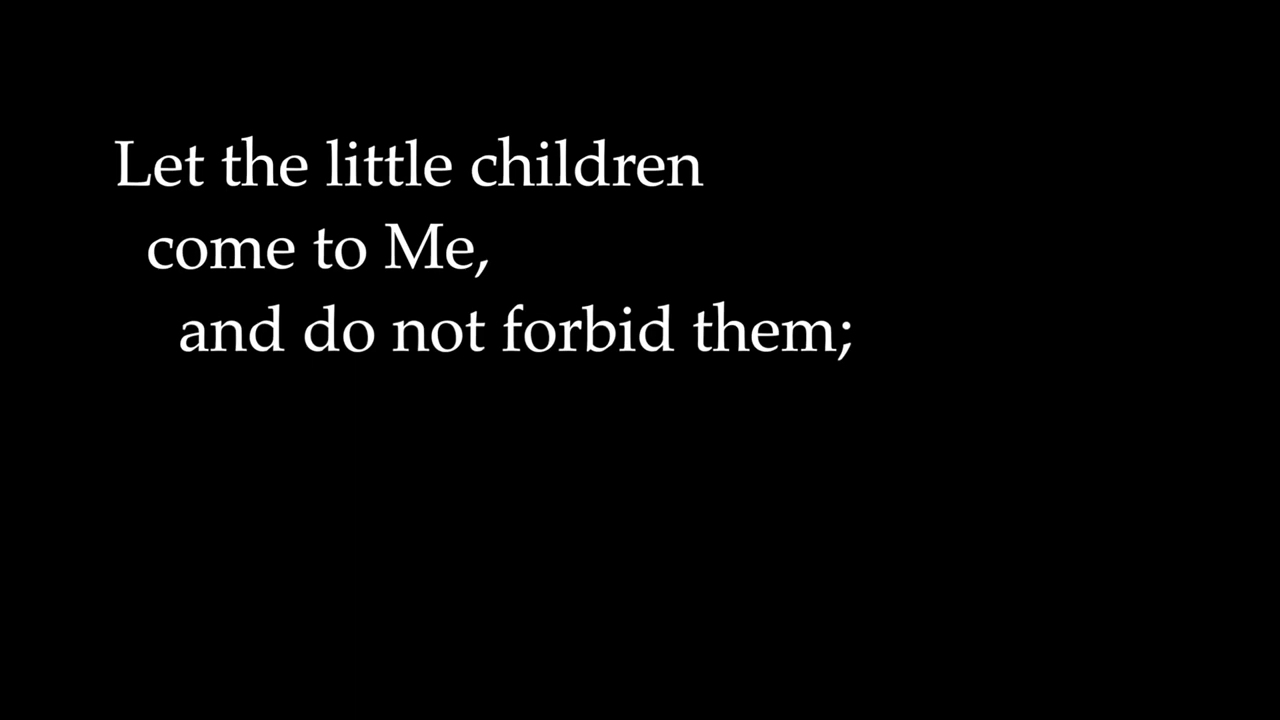 Let the little children
come to Me,
and do not forbid them;